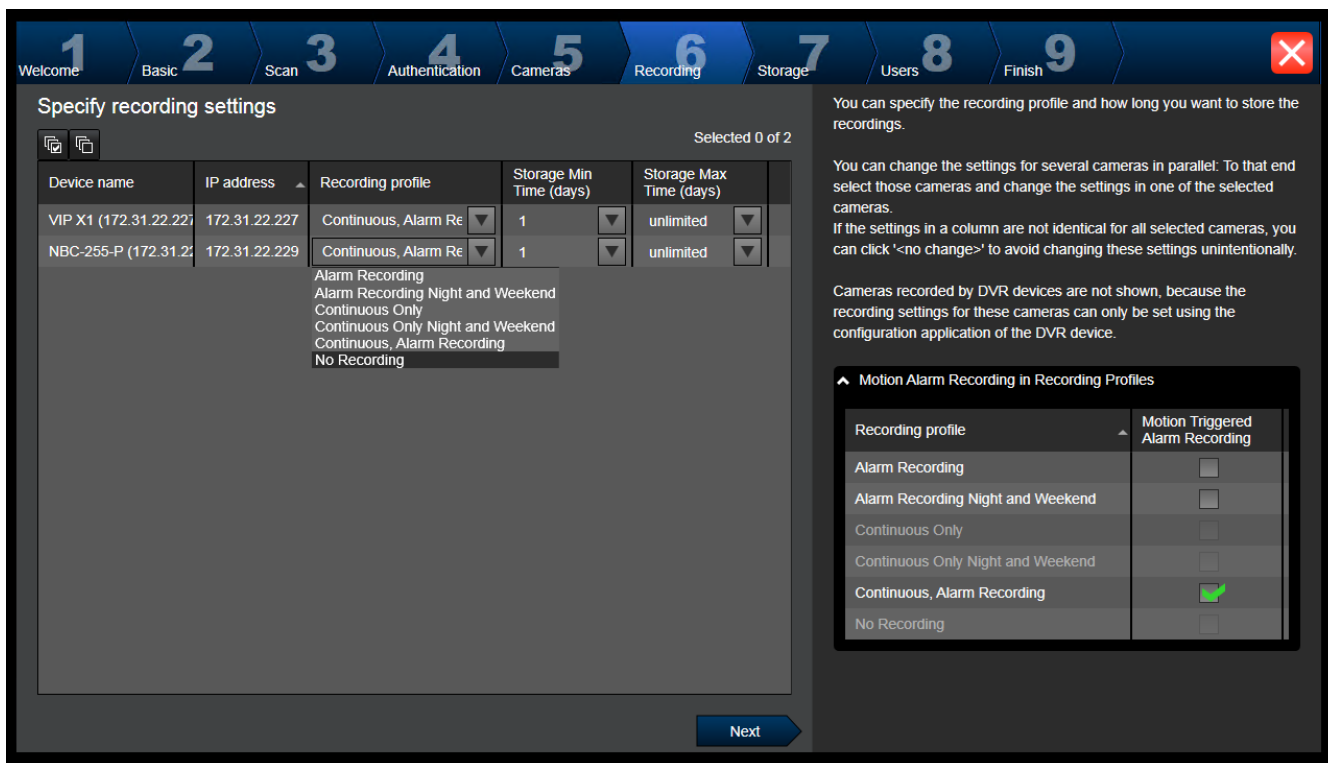 1 Welcome
2 Basic
3 Scan
4 Authentication
5 Cameras
6 Recording
7 Storage
8 Users
9 Finish
Specify recording settings
Selected 0 of 2
Device name IP address Recording profile Storage Min Time (days) Storage Max Time (days)
VIP X1 (172.31.22.227 172.31.22.227 Continuous, Alarm Re 1 unlimited
NBC-255-P (172.31.22 172.31.22.229 Continuous, Alarm Re 1 unlimited
Alarm Recording
Alarm Recording Night and Weekend
Continuous Only
Continuous Only Night and Weekend
Continuous, Alarm Recording
No Recording
Next
You can specify the recording profile and how long you want to store the
recordings.
You can change the settings for several cameras in parallel: To that end
select those cameras and change the settings in one of the selected
cameras.
If the settings in a column are not identical for all selected cameras, you
can click '<no change>' to avoid changing these settings unintentionally.
Cameras recorded by DVR devices are not shown, because the
recording settings for these cameras can only be set using the
configuration application of the DVR device.
Motion Alarm Recording in Recording Profiles
Recording profile Motion Triggered Alarm Recording
Alarm Recording
Alarm Recording Night and Weekend
Continuous Only
Continuous Only Night and Weekend
Continuous, Alarm Recording
No Recording